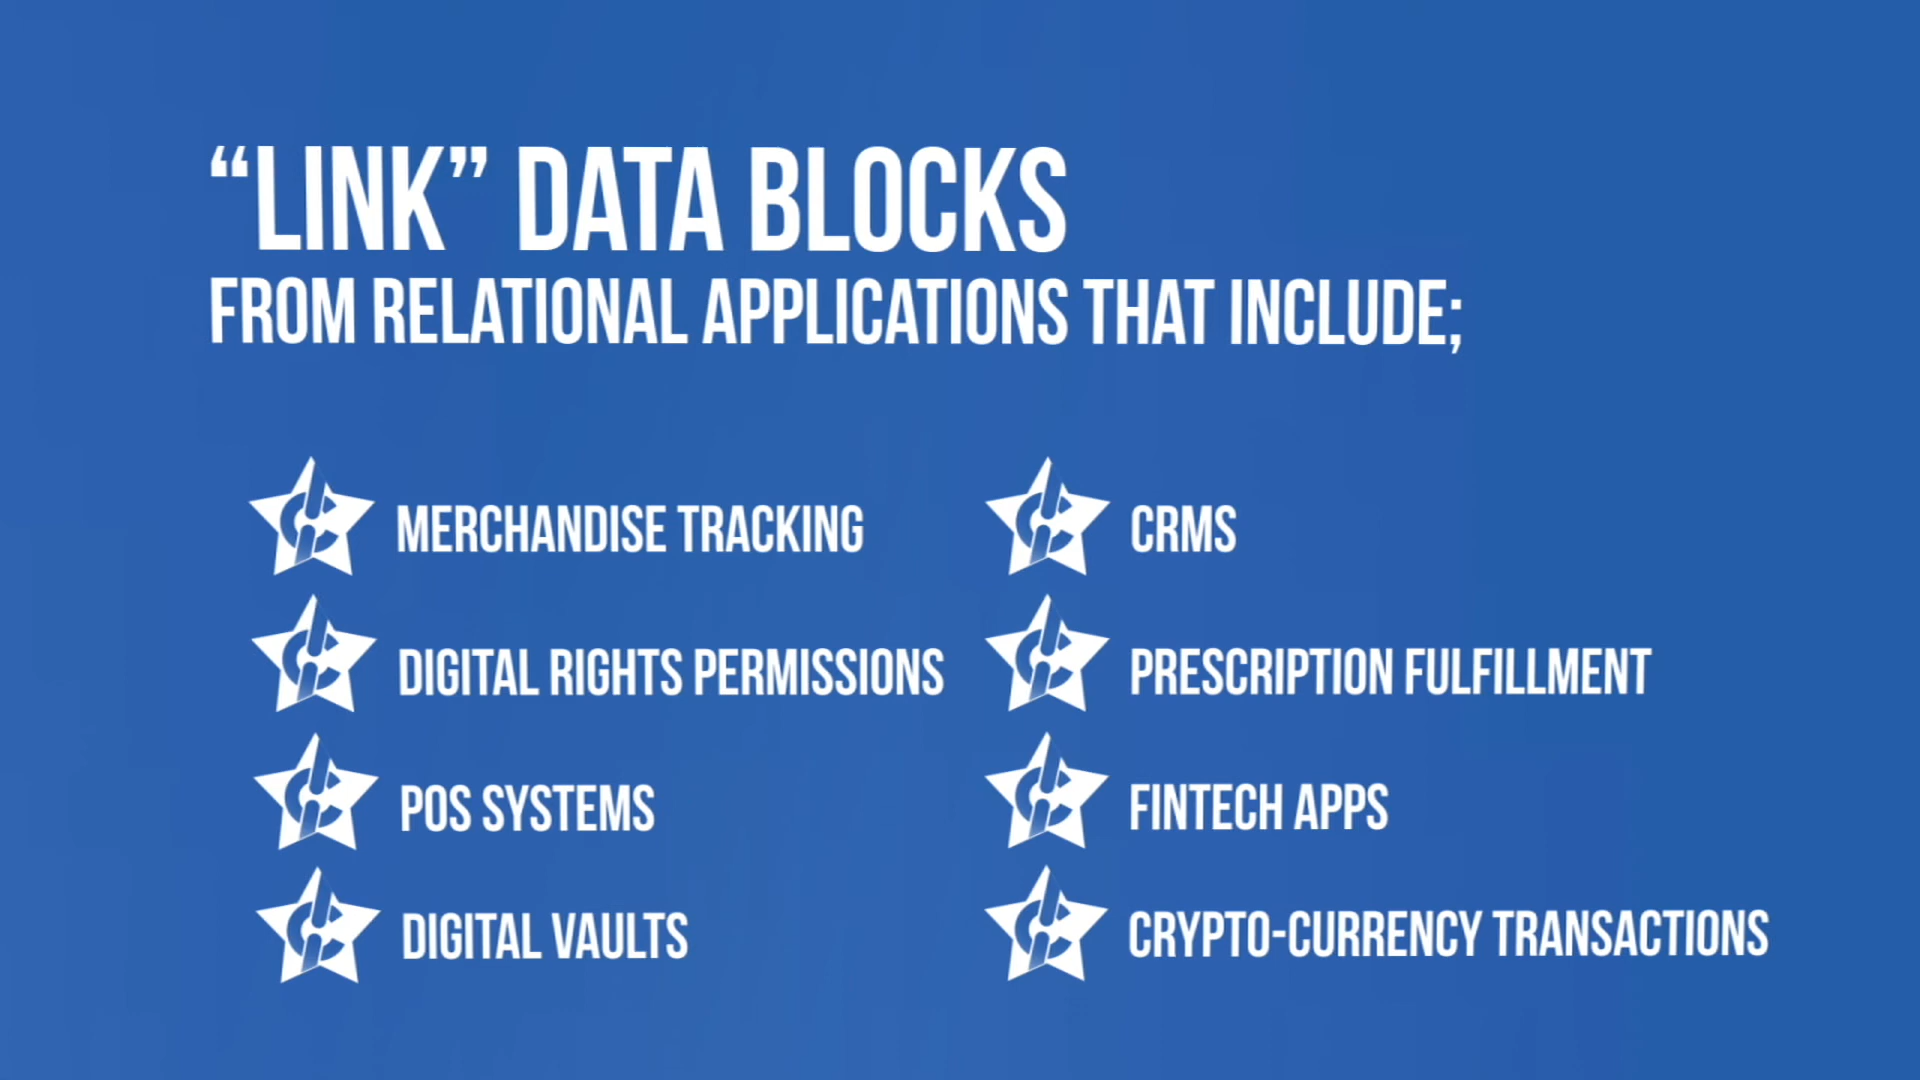 “LINK” DATA BLOCKS
FROM RELATIONAL APPLICATIONS THAT INCLUDE;
MERCHANDISE TRACKING
DIGITAL RIGHTS PERMISSIONS
POS SYSTEMS
DIGITAL VAULTS
CRMS
PRESCRIPTION FULFILLMENT
FINTECH APPS
CRYPTO-CURRENCY TRANSACTIONS